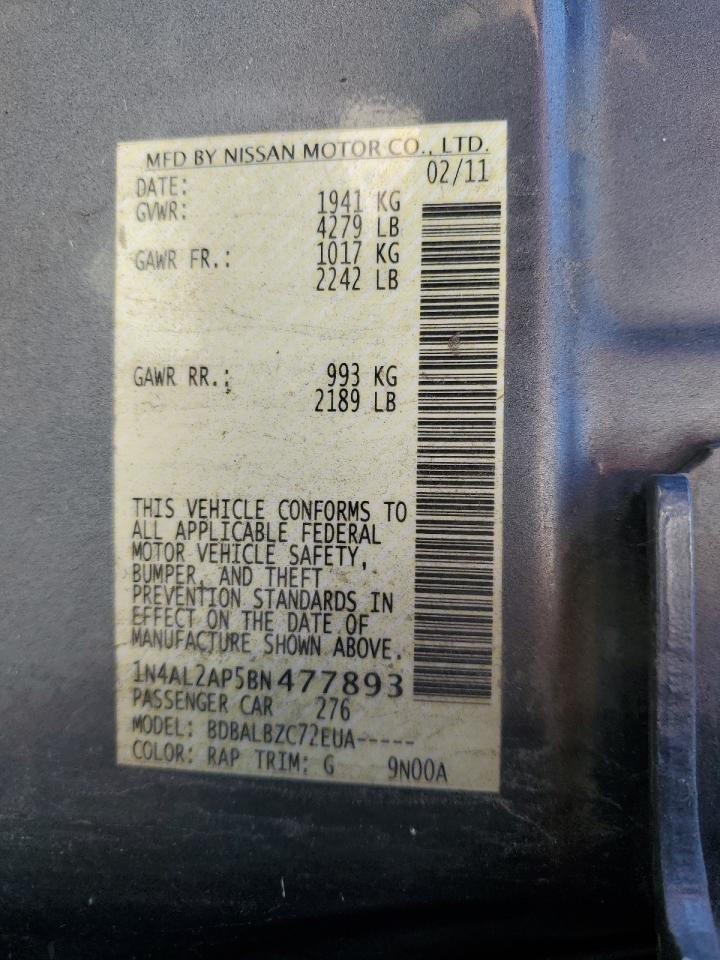 MFD BY NISSAN MOTOR CO., LTD.
DATE: 02/11
GVWR: 1941 KG
4279 LB
GAWR FR.: 1017 KG
2242 LB
GAWR RR.: 993 KG
2189 LB
THIS VEHICLE CONFORMS TO
ALL APPLICABLE FEDERAL
MOTOR VEHICLE SAFETY,
BUMPER, AND THEFT
PREVENTION STANDARDS IN
EFFECT ON THE DATE OF
MANUFACTURE SHOWN ABOVE.
1N4AL2AP5BN477893
PASSENGER CAR 276
MODEL: BDBALBZC72EUA-----
COLOR: RAP TRIM: G 9N00A